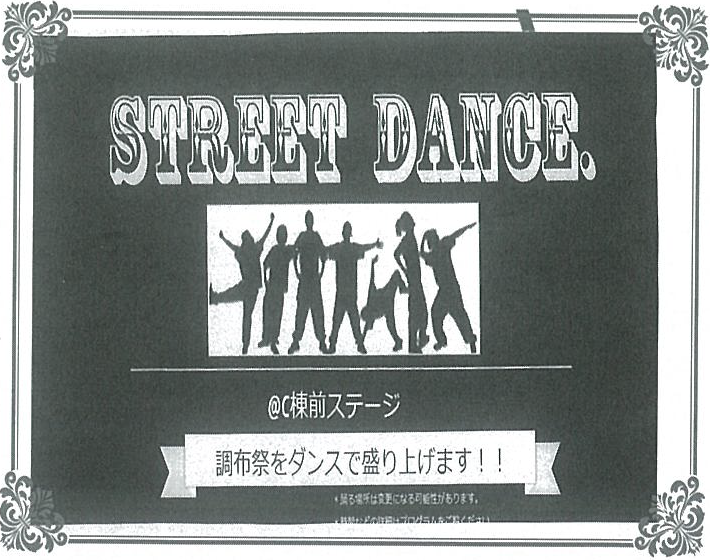 STREET DANCE.
@C棟前ステージ
調布祭をダンスで盛り上げます！！
*踊る場所は変更になる可能性があります。
*時間などの詳細はプログラムをご覧ください